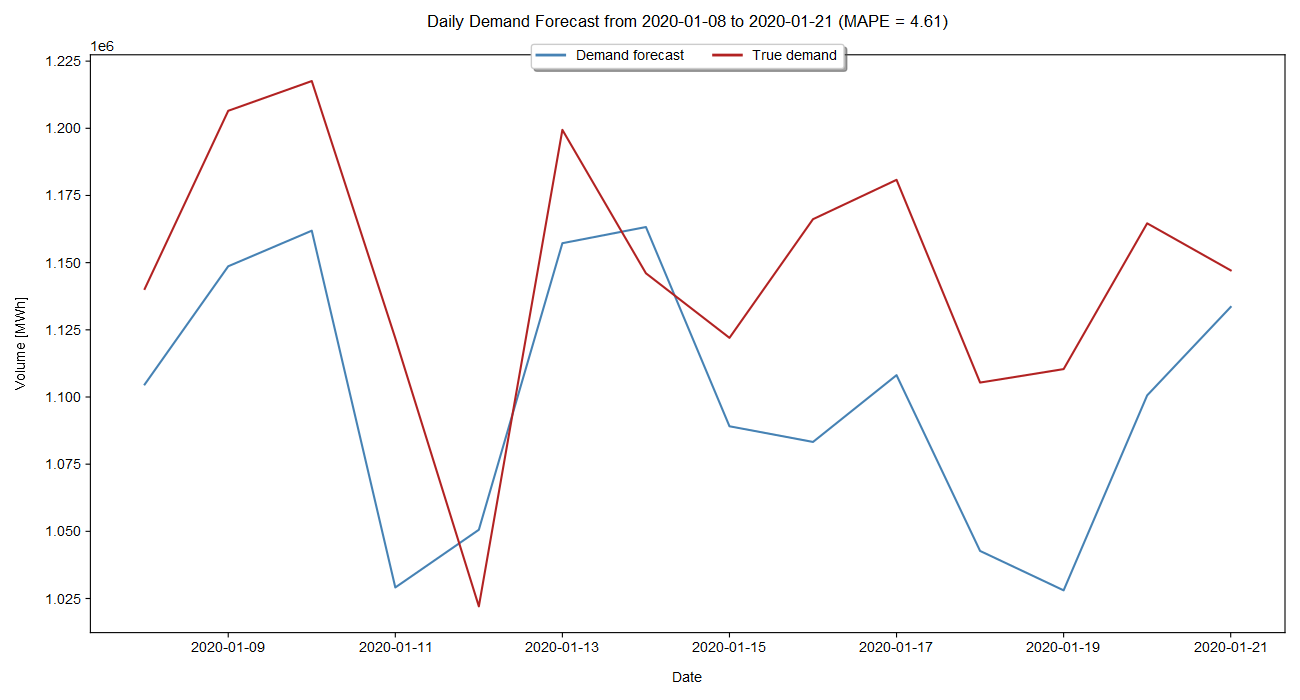 Daily Demand Forecast from 2020-01-08 to 2020-01-21 (MAPE = 4.61)
1e6
Demand forecast True demand
1.225
1.200
1.175
1.150
1.125
1.100
1.075
1.050
1.025
Volume [MWh]
2020-01-09 2020-01-11 2020-01-13 2020-01-15 2020-01-17 2020-01-19 2020-01-21
Date